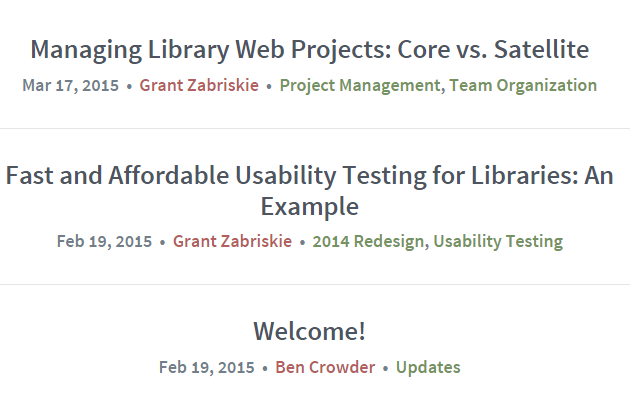 Managing Library Web Projects: Core vs. Satellite
Mar 17, 2015 • Grant Zabriskie • Project Management, Team Organization
Fast and Affordable Usability Testing for Libraries: An
Example
Feb 19, 2015 • Grant Zabriskie • 2014 Redesign, Usability Testing
Welcome!
Feb 19, 2015 • Ben Crowder • Updates